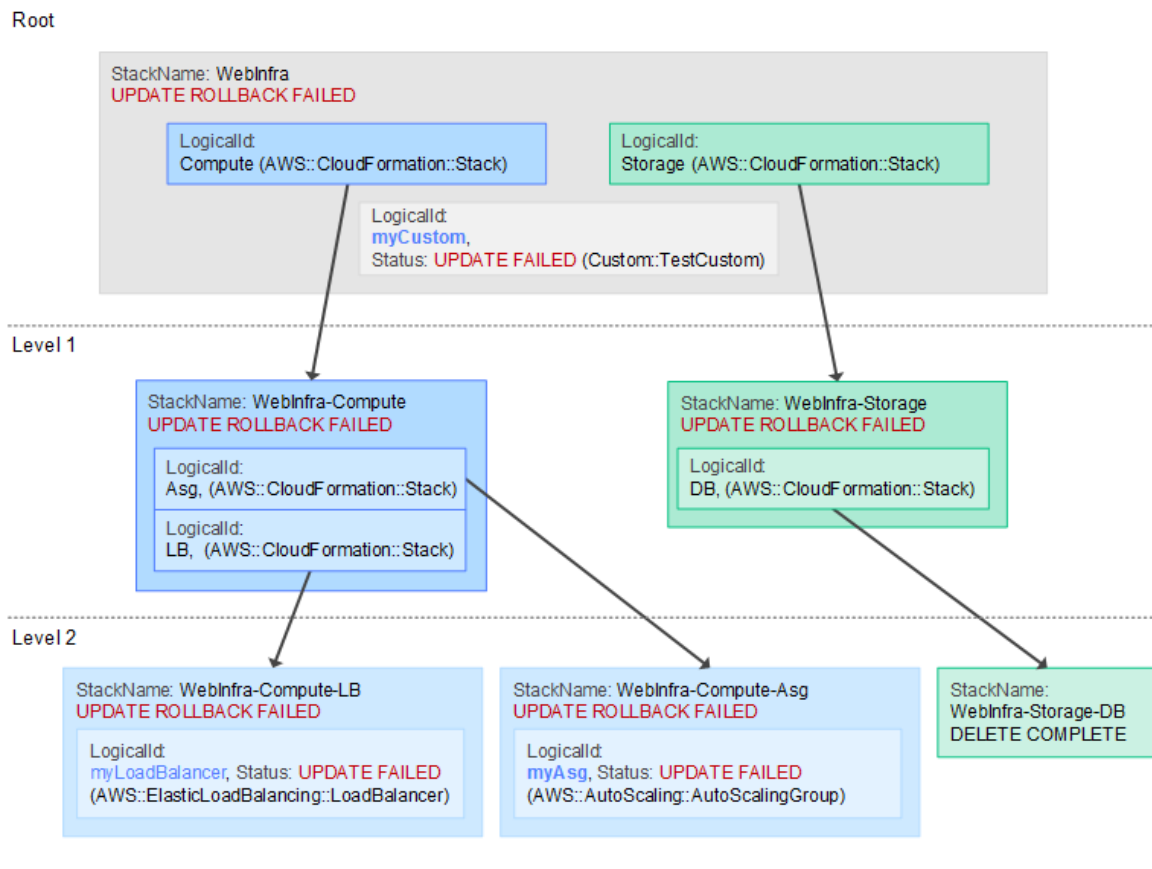 Root
StackName: WebInfra
UPDATE ROLLBACK FAILED
LogicalId:
Compute (AWS::CloudFormation::Stack)
LogicalId:
Storage (AWS::CloudFormation::Stack)
LogicalId:
myCustom,
Status: UPDATE FAILED (Custom::TestCustom)
Level 1
StackName: WebInfra-Compute
UPDATE ROLLBACK FAILED
LogicalId:
Asg, (AWS::CloudFormation::Stack)
LogicalId:
LB, (AWS::CloudFormation::Stack)
StackName: WebInfra-Storage
UPDATE ROLLBACK FAILED
LogicalId:
DB, (AWS::CloudFormation::Stack)
Level 2
StackName: WebInfra-Compute-LB
UPDATE ROLLBACK FAILED
LogicalId:
myLoadBalancer, Status: UPDATE FAILED
(AWS::ElasticLoadBalancing::LoadBalancer)
StackName: WebInfra-Compute-Asg
UPDATE ROLLBACK FAILED
LogicalId:
myAsg, Status: UPDATE FAILED
(AWS::AutoScaling::AutoScalingGroup)
StackName:
WebInfra-Storage-DB
DELETE COMPLETE